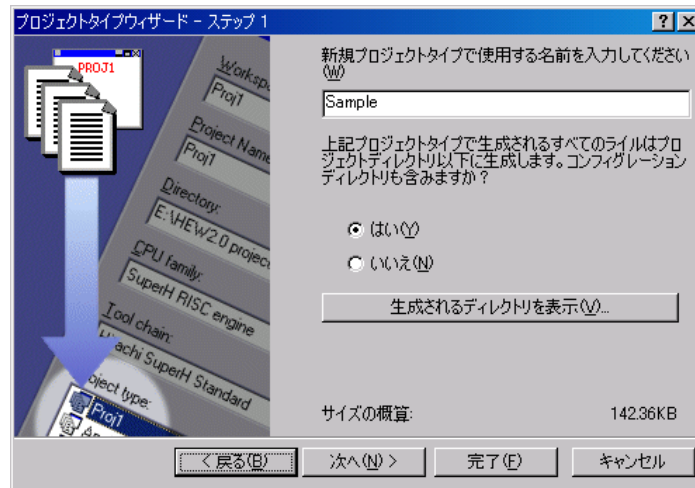 プロジェクトタイプウィザード - ステップ 1
PROJ1
Workspa
Proj1
Project Name
Proj1
Directory:
E:\HEW2.0 project
CPU family:
SuperH RISC engine
Tool chain:
Hitachi SuperH Standard
oject type:
Proj1
新規プロジェクトタイプで使用する名前を入力してください
(W)
Sample
上記プロジェクトタイプで生成されるすべてのライルはプロ
ジェクトディレクトリ以下に生成します。コンフィグレーション
ディレクトリも含みますか？
はい(Y)
いいえ(N)
生成されるディレクトリを表示(V)...
サイズの概算:
142.36KB
< 戻る(B)
次へ(N) >
完了(F)
キャンセル